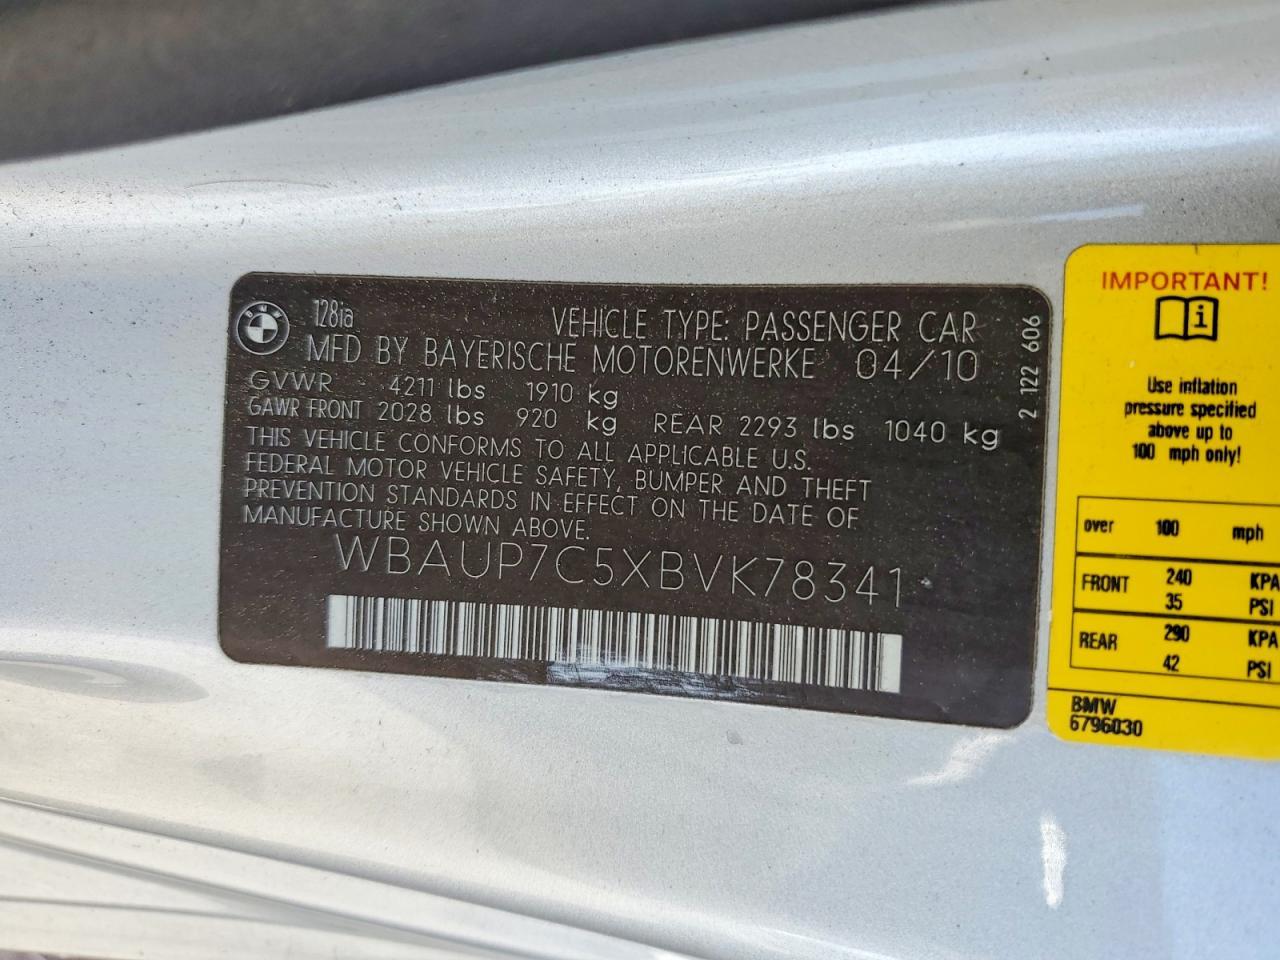 BMW
128ia
VEHICLE TYPE: PASSENGER CAR
MFD BY BAYERISCHE MOTORENWERKE 04/10
GVWR 4211 lbs 1910 kg
GAWR FRONT 2028 lbs 920 kg REAR 2293 lbs 1040 kg
THIS VEHICLE CONFORMS TO ALL APPLICABLE U.S.
FEDERAL MOTOR VEHICLE SAFETY, BUMPER AND THEFT
PREVENTION STANDARDS IN EFFECT ON THE DATE OF
MANUFACTURE SHOWN ABOVE.
WBAUP7C5XBVK78341
2 122 606
IMPORTANT!
i
Use inflation
pressure specified
above up to
100 mph only!
over 100 mph
FRONT 240 KPA
35 PSI
REAR 290 KPA
42 PSI
BMW
6796030